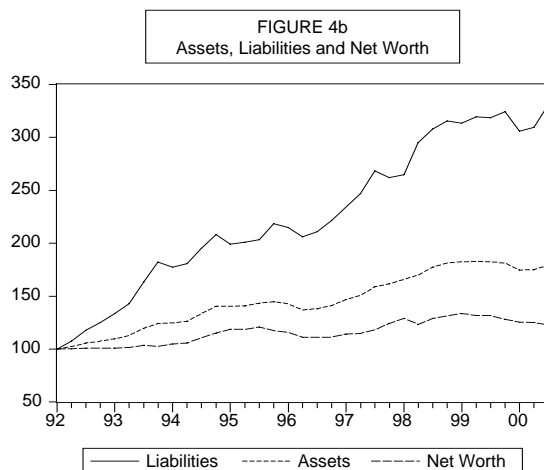 FIGURE 4b
Assets, Liabilities and Net Worth
350
300
250
200
150
100
50
92 93 94 95 96 97 98 99 00
Liabilities Assets Net Worth